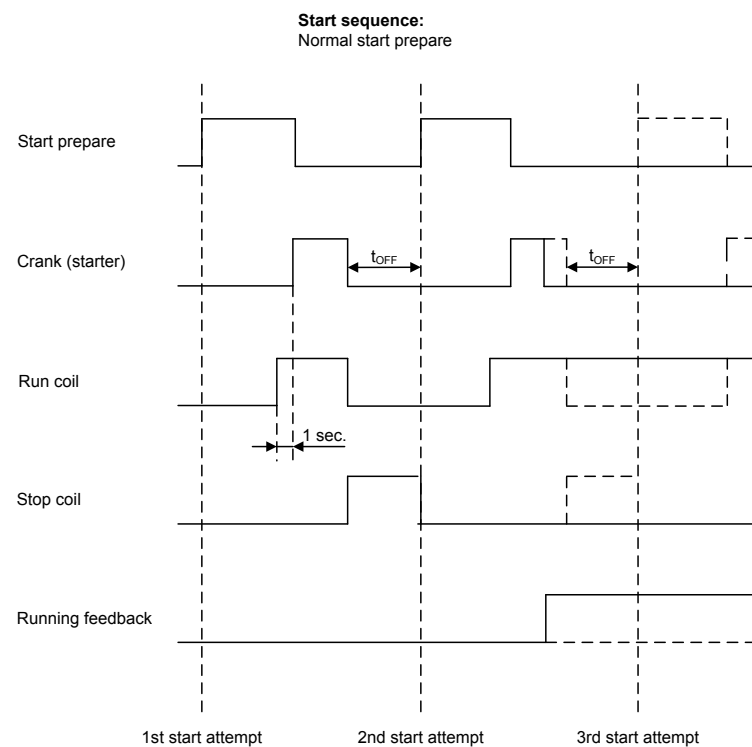 Start sequence:
Normal start prepare
Start prepare
Crank (starter)
tOFF
tOFF
Run coil
1 sec.
Stop coil
Running feedback
1st start attempt
2nd start attempt
3rd start attempt